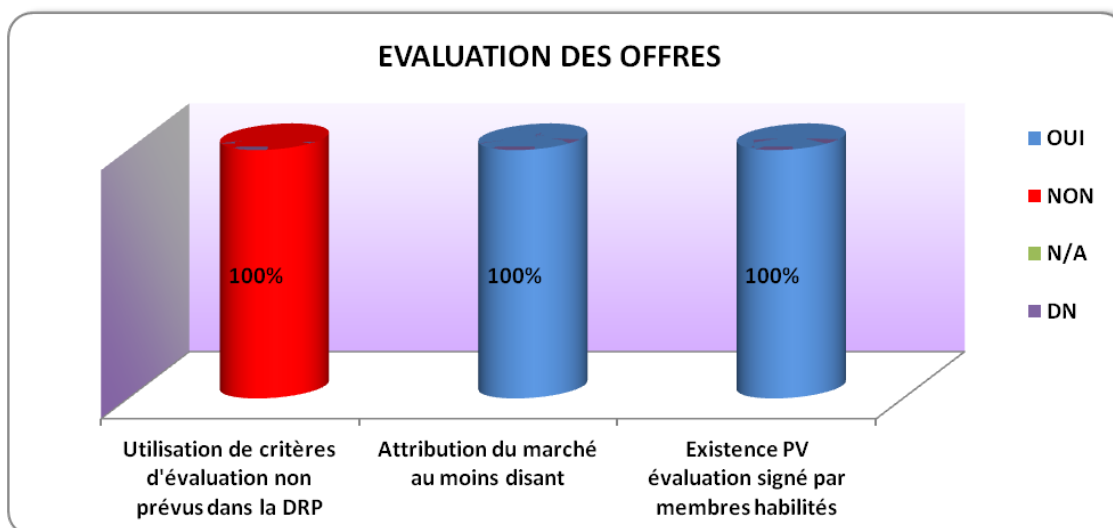 EVALUATION DES OFFRES
OUI
NON
N/A
DN
100%
100%
100%
Utilisation de critères
d'évaluation non
prévus dans la DRP
Attribution du marché
au moins disant
Existence PV
évaluation signé par
membres habilités